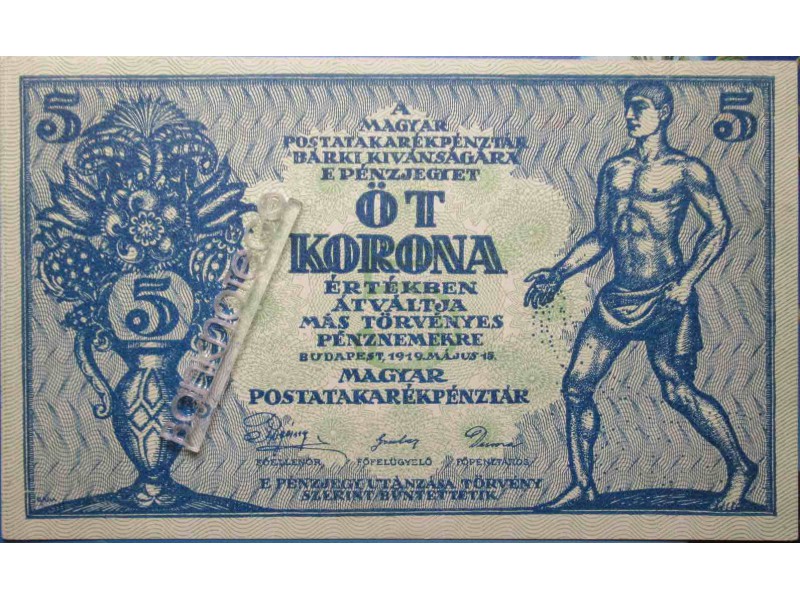 5
5
A
MAGYAR
POSTATAKARÉKPÉNZTÁR
BÁRKI KIVÁNSÁGÁRA
E PÉNZJEGYET
ÖT
KORONA
ÉRTÉKBEN
ÁTVÁLTJA
MÁS TÖRVÉNYES
PÉNZNEMEKRE
BUDAPEST, 1919. MÁJUS 15.
MAGYAR
POSTATAKARÉKPÉNZTÁR
5
FŐELLENŐR FŐFELÜGYELŐ FŐPÉNZTÁROS
E PÉNZJEGY UTÁNZÁSA TÖRVÉNY
SZERINT BÜNTETTETIK